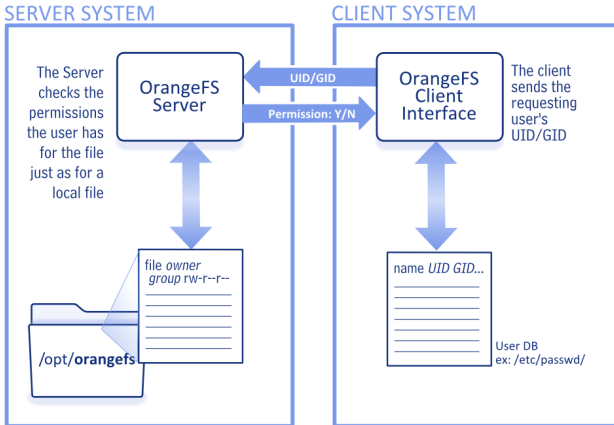 SERVER SYSTEM
The Server
checks the
permissions
the user has
for the file
just as for a
local file
OrangeFS
Server
UID/GID
Permission: Y/N
file owner
group rw-r--r--
/opt/orangefs
CLIENT SYSTEM
OrangeFS
Client
Interface
The client
sends the
requesting
user's
UID/GID
name UID GID...
User DB
ex: /etc/passwd/